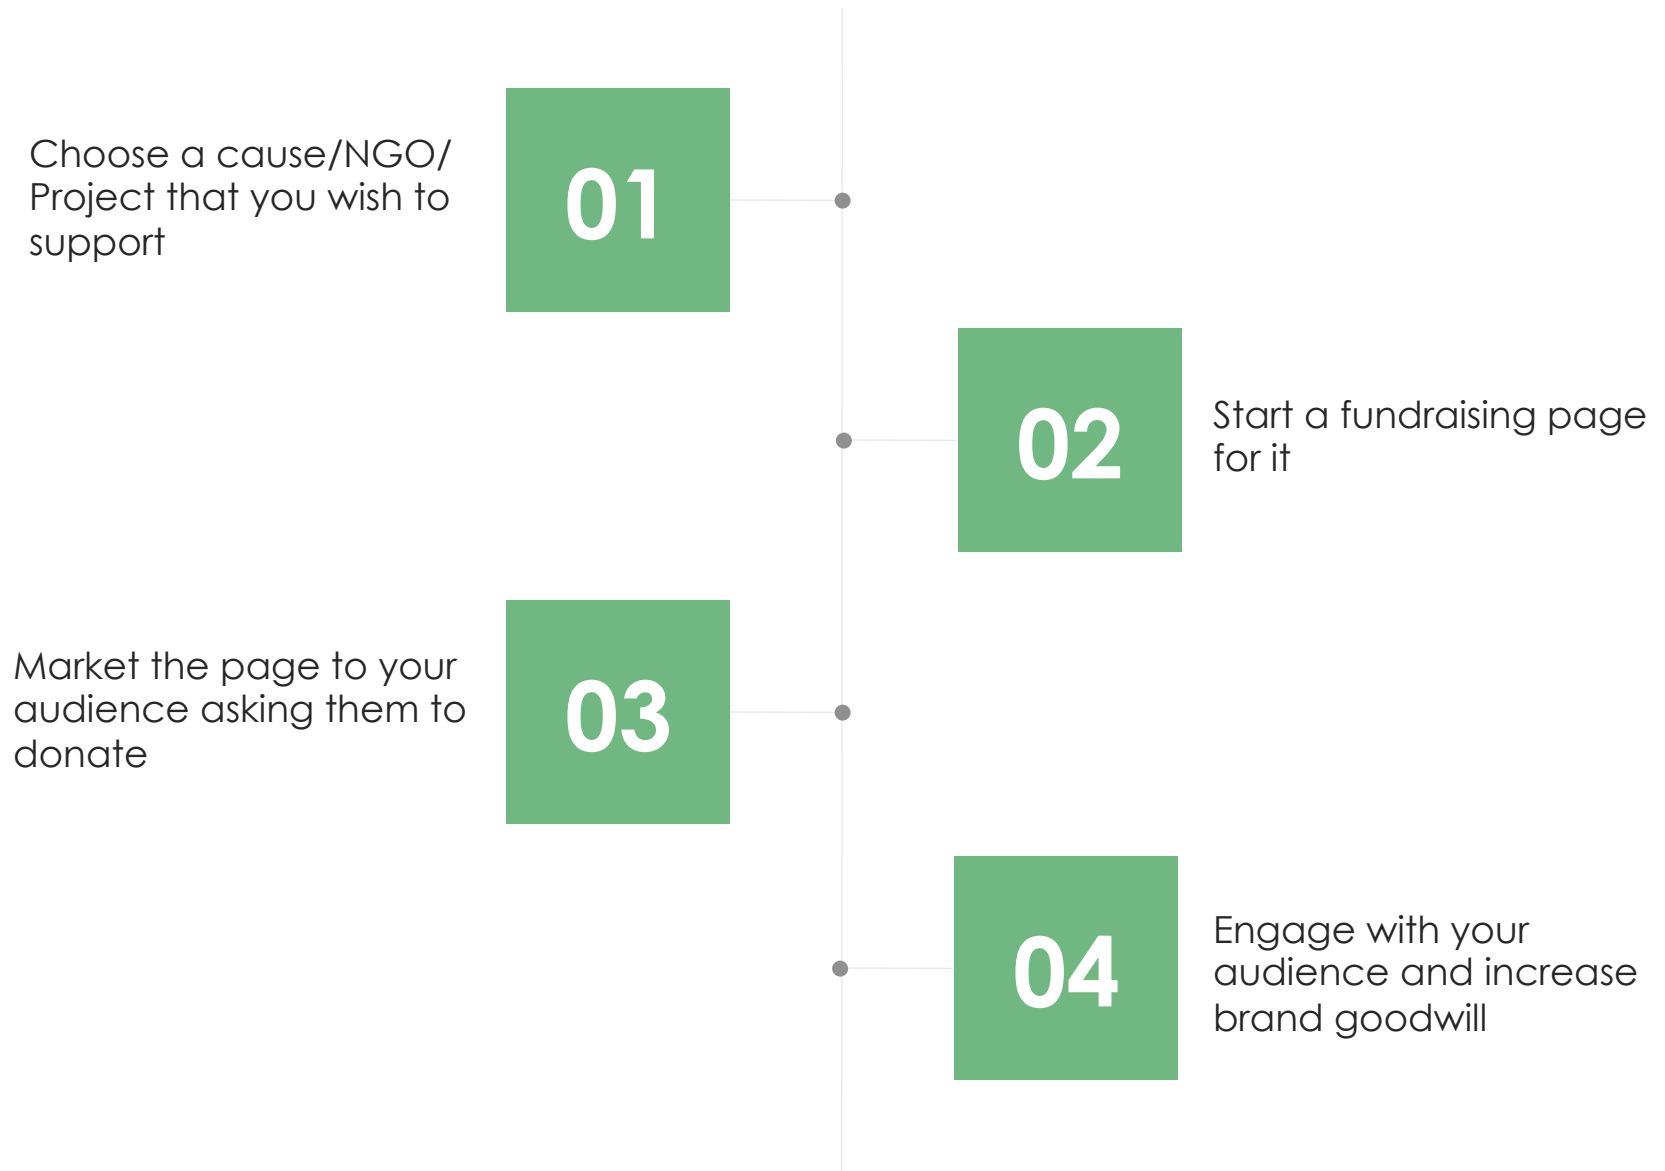 Choose a cause/NGO/
Project that you wish to
support
01
02
Start a fundraising page
for it
Market the page to your
audience asking them to
donate
03
04
Engage with your
audience and increase
brand goodwill